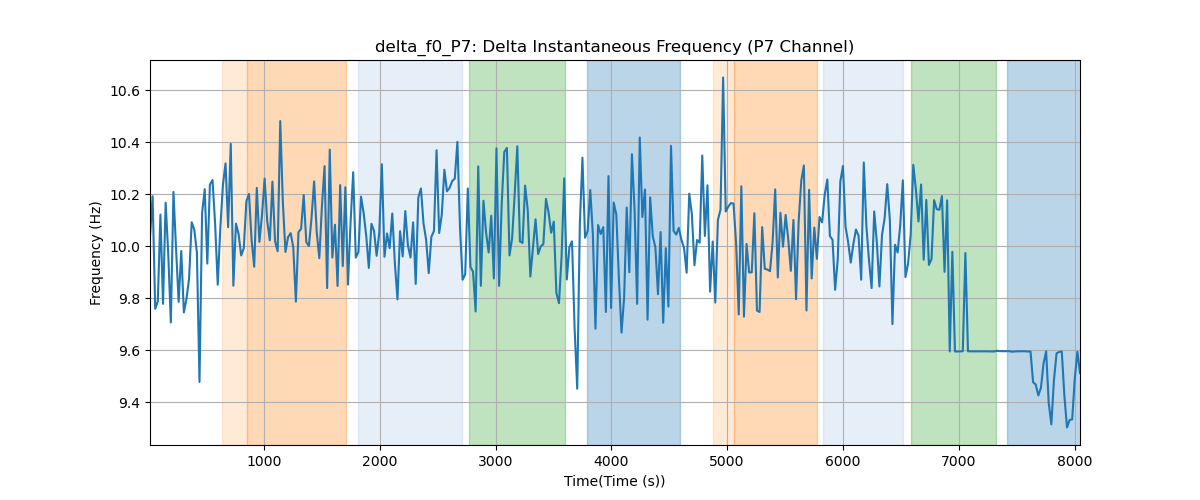 delta_f0_P7: Delta Instantaneous Frequency (P7 Channel)
Frequency (Hz)
10.6
10.4
10.2
10.0
9.8
9.6
9.4
1000 2000 3000 4000 5000 6000 7000 8000
Time(Time (s))